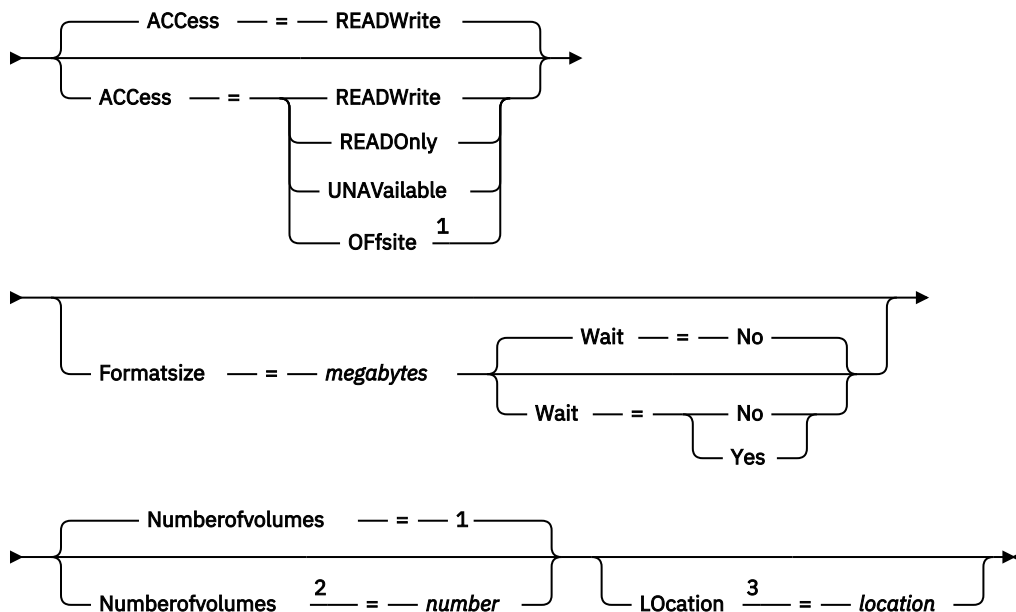 ACCess = READWrite
ACCess = READWrite
READOnly
UNAVailable
OFfsite 1
Wait = No
Formatsize = megabytes
Wait = No
Yes
Numberofvolumes = 1
Numberofvolumes 2 = number LOcation 3 = location